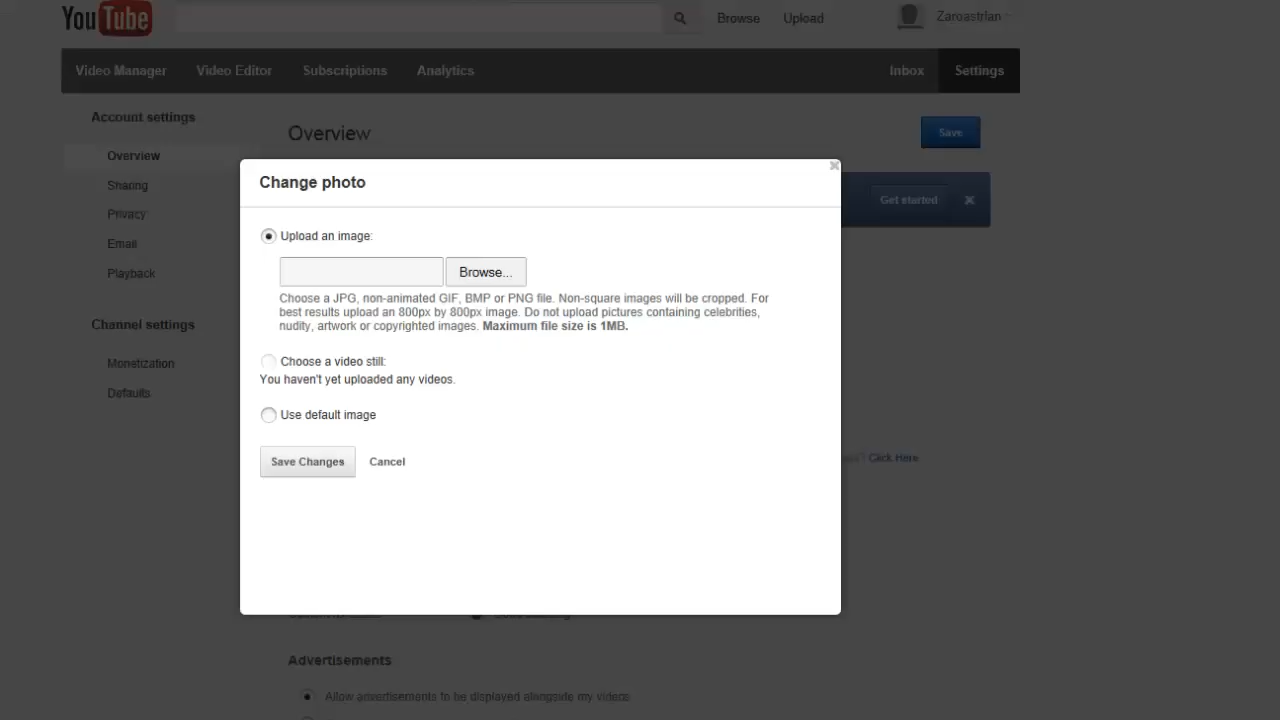 YouTube
Browse
Upload
Zaroastrian
Video Manager
Video Editor
Subscriptions
Analytics
Inbox
Settings
Account settings
Overview
Sharing
Privacy
Email
Playback
Channel settings
Monetization
Defaults
Overview
Save
Get started
Change photo
Upload an image:
Browse...
Choose a JPG, non-animated GIF, BMP or PNG file. Non-square images will be cropped. For
best results upload an 800px by 800px image. Do not upload pictures containing celebrities,
nudity, artwork or copyrighted images. Maximum file size is 1MB.
Choose a video still:
You haven't yet uploaded any videos.
Use default image
Save Changes
Cancel
Click Here
Advertisements
Allow advertisements to be displayed alongside my videos